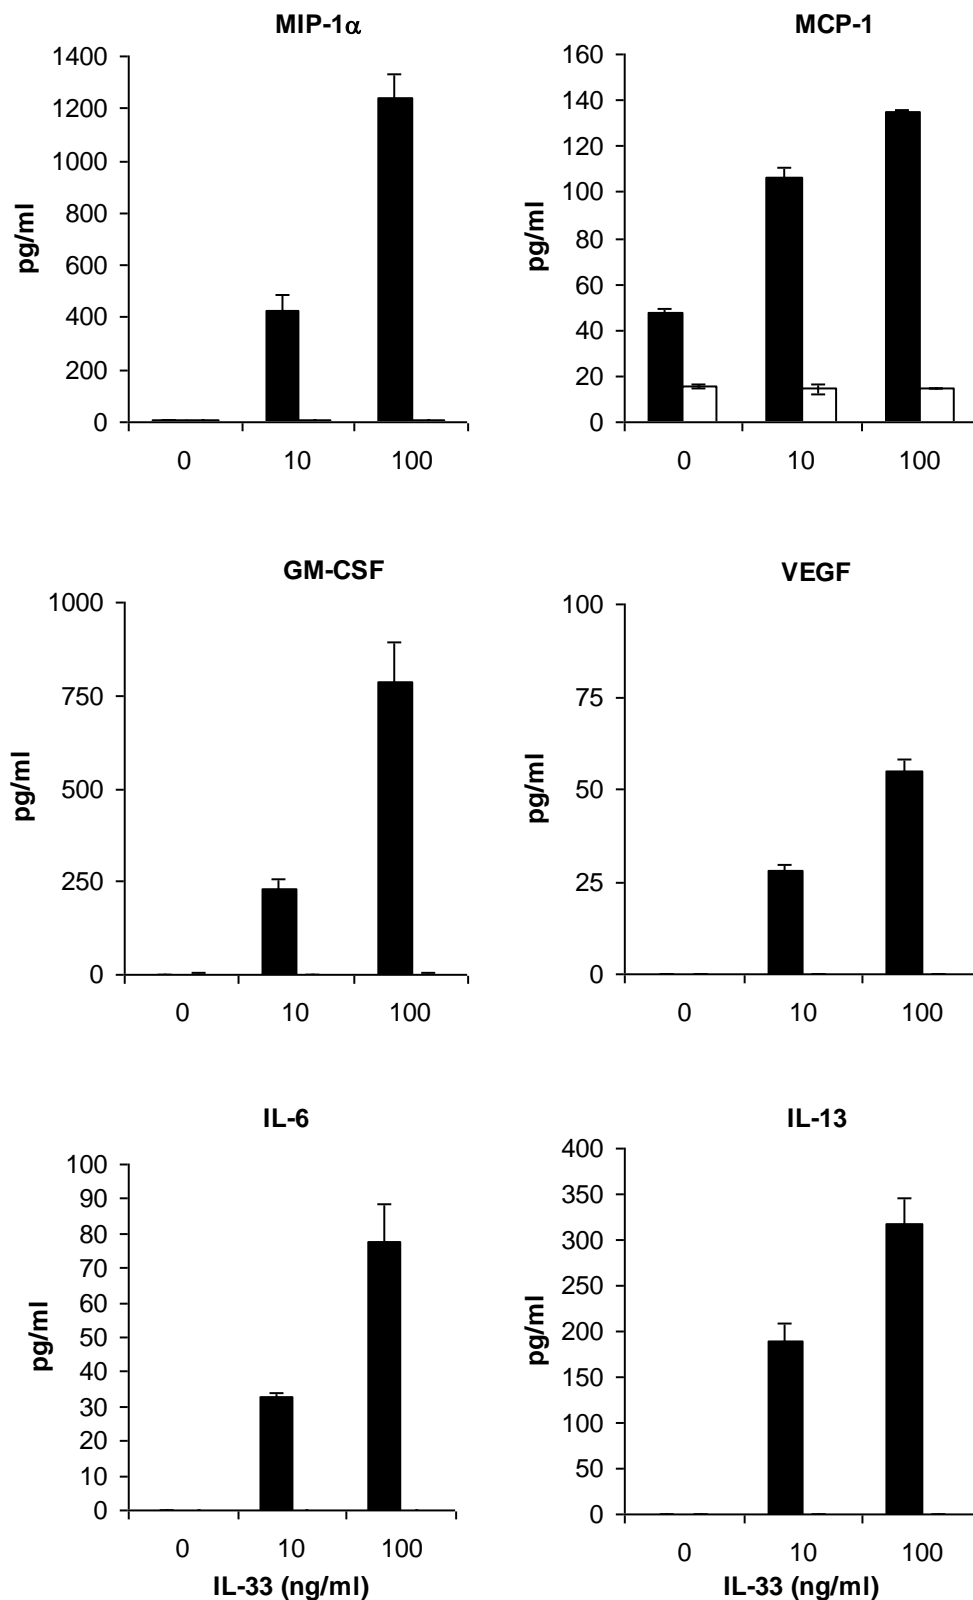 MIP-1α
1400
1200
1000
800
600
400
200
0
pg/ml
0 10 100
MCP-1
160
140
120
100
80
60
40
20
0
pg/ml
0 10 100
GM-CSF
1000
750
500
250
0
pg/ml
0 10 100
VEGF
100
75
50
25
0
pg/ml
0 10 100
IL-6
100
90
80
70
60
50
40
30
20
10
0
pg/ml
0 10 100
IL-33 (ng/ml)
IL-13
400
350
300
250
200
150
100
50
0
pg/ml
0 10 100
IL-33 (ng/ml)